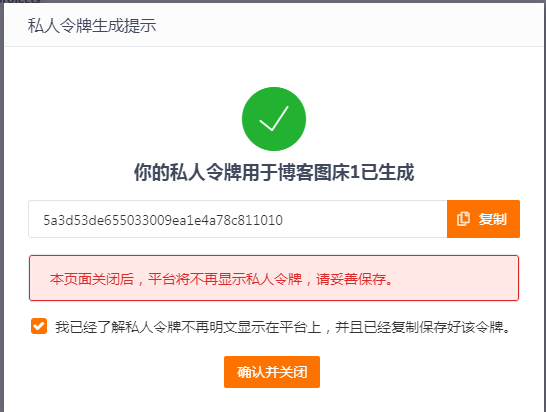 私人令牌生成提示
你的私人令牌用于博客图床1已生成
5a3d53de655033009ea1e4a78c811010
复制
本页面关闭后，平台将不再显示私人令牌，请妥善保存。
我已经了解私人令牌不再明文显示在平台上，并且已经复制保存好该令牌。
确认并关闭